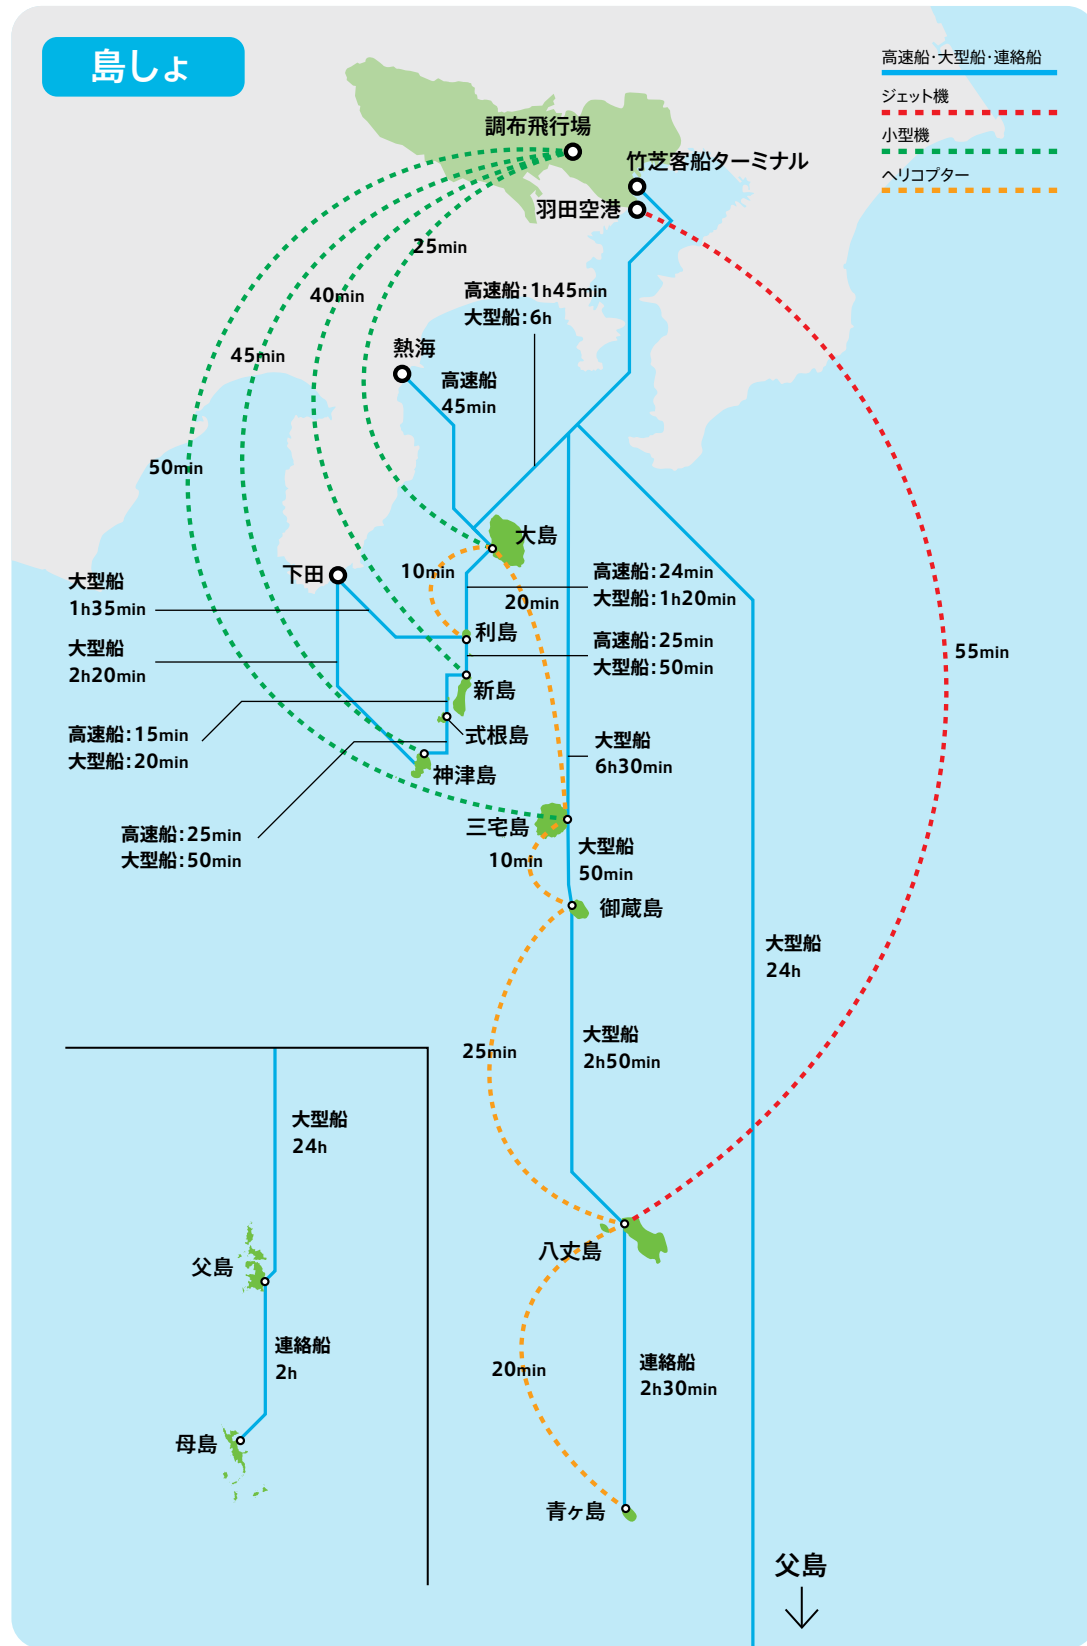 島しょ
高速船・大型船・連絡船
ジェット機
小型機
ヘリコプター
調布飛行場
竹芝客船ターミナル
羽田空港
25min
40min
高速船：1h45min
大型船：6h
熱海
45min
高速船
45min
50min
大島
下田
10min
20min
高速船：24min
大型船：1h20min
大型船
1h35min
利島
高速船：25min
大型船：50min
大型船
2h20min
55min
新島
高速船：15min
大型船：20min
式根島
神津島
大型船
6h30min
高速船：25min
大型船：50min
三宅島
10min
大型船
50min
御蔵島
大型船
24h
25min
大型船
2h50min
大型船
24h
父島
八丈島
連絡船
2h
20min
連絡船
2h30min
母島
青ヶ島
父島